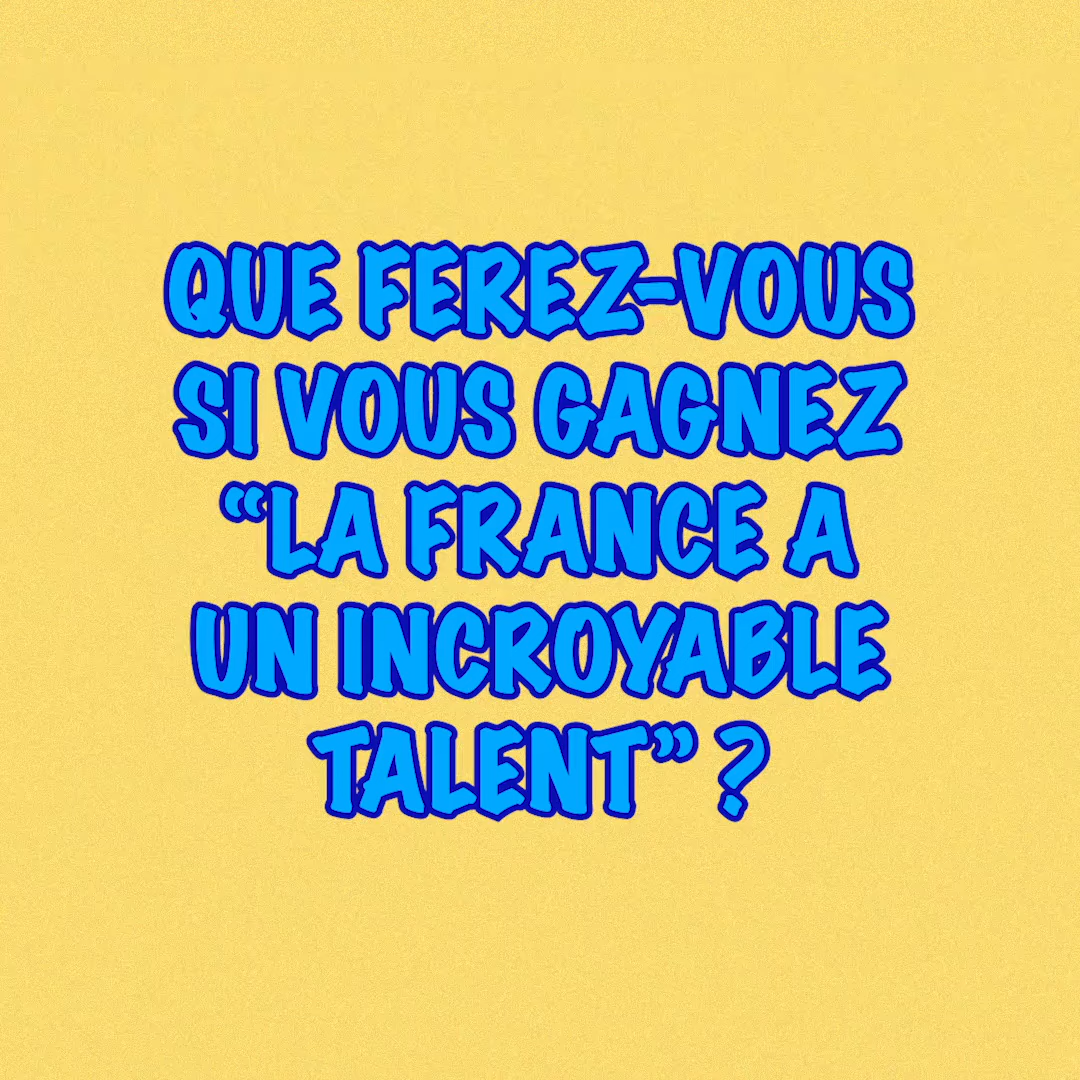 QUE FEREZ-VOUS
SI VOUS GAGNEZ
“LA FRANCE A
UN INCROYABLE
TALENT” ?